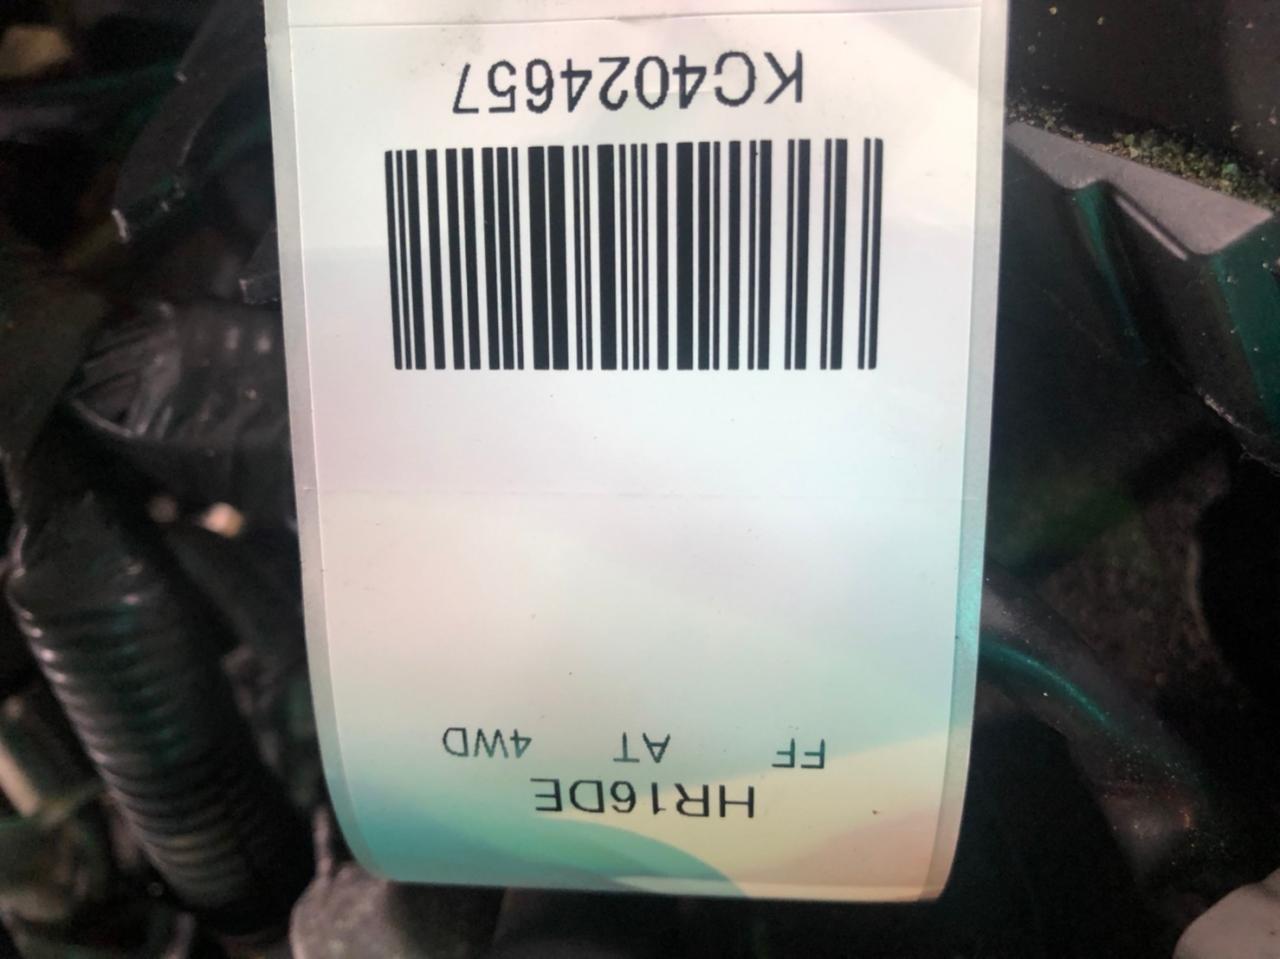 HR16DE
FF AT 4WD
KC4024657